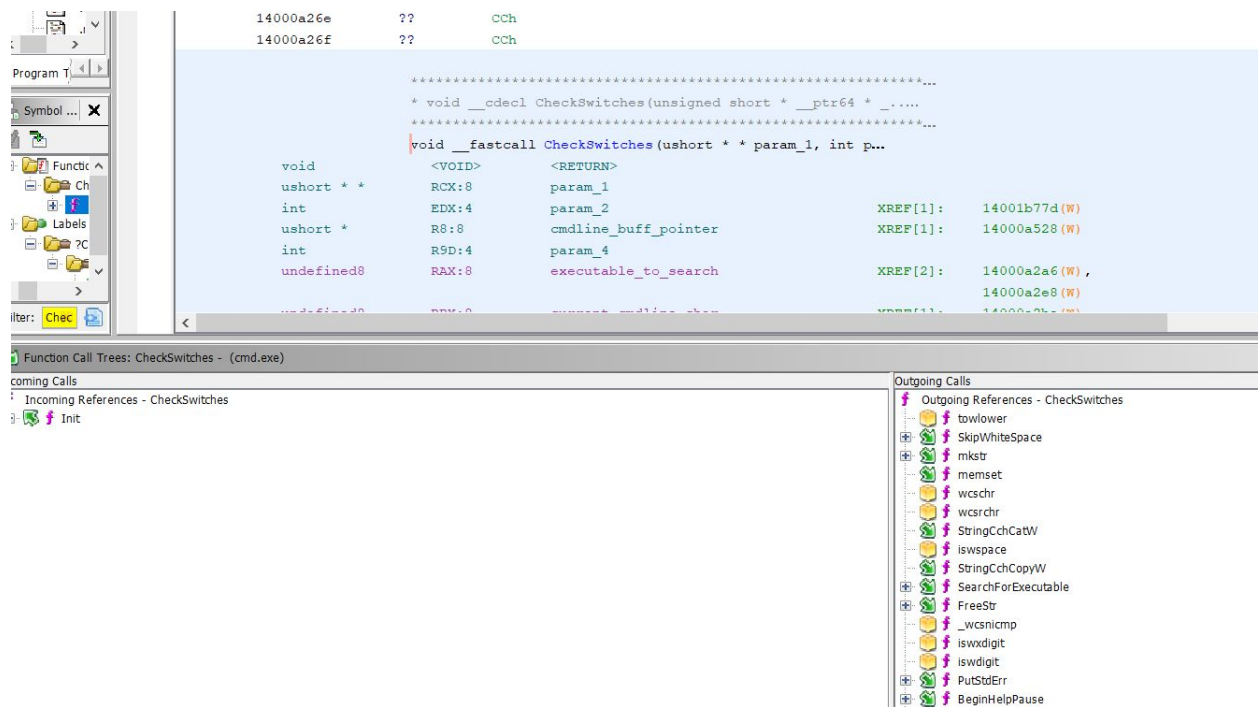 14000a26e ?? CCh
14000a26f ?? CCh
Program T
Symbol ... X
Functic
Ch
f
Labels
?C
ilter: Chec
************************************************************...
* void __cdecl CheckSwitches(unsigned short * __ptr64 * _.....
************************************************************...
void __fastcall CheckSwitches(ushort * * param_1, int p...
void <VOID> <RETURN>
ushort * * RCX:8 param_1
int EDX:4 param_2 XREF[1]: 14001b77d(W)
ushort * R8:8 cmdline_buff_pointer XREF[1]: 14000a528(W)
int R9D:4 param_4
undefined8 RAX:8 executable_to_search XREF[2]: 14000a2a6(W),
14000a2e8(W)
Function Call Trees: CheckSwitches - (cmd.exe)
coming Calls
Incoming References - CheckSwitches
f Init
Outgoing Calls
f Outgoing References - CheckSwitches
f towlower
f SkipWhiteSpace
f mkstr
f memset
f wcschr
f wcsrchr
f StringCchCatW
f iswspace
f StringCchCopyW
f SearchForExecutable
f FreeStr
f _wcsnicmp
f iswxdigit
f iswdigit
f PutStdErr
f BeginHelpPause